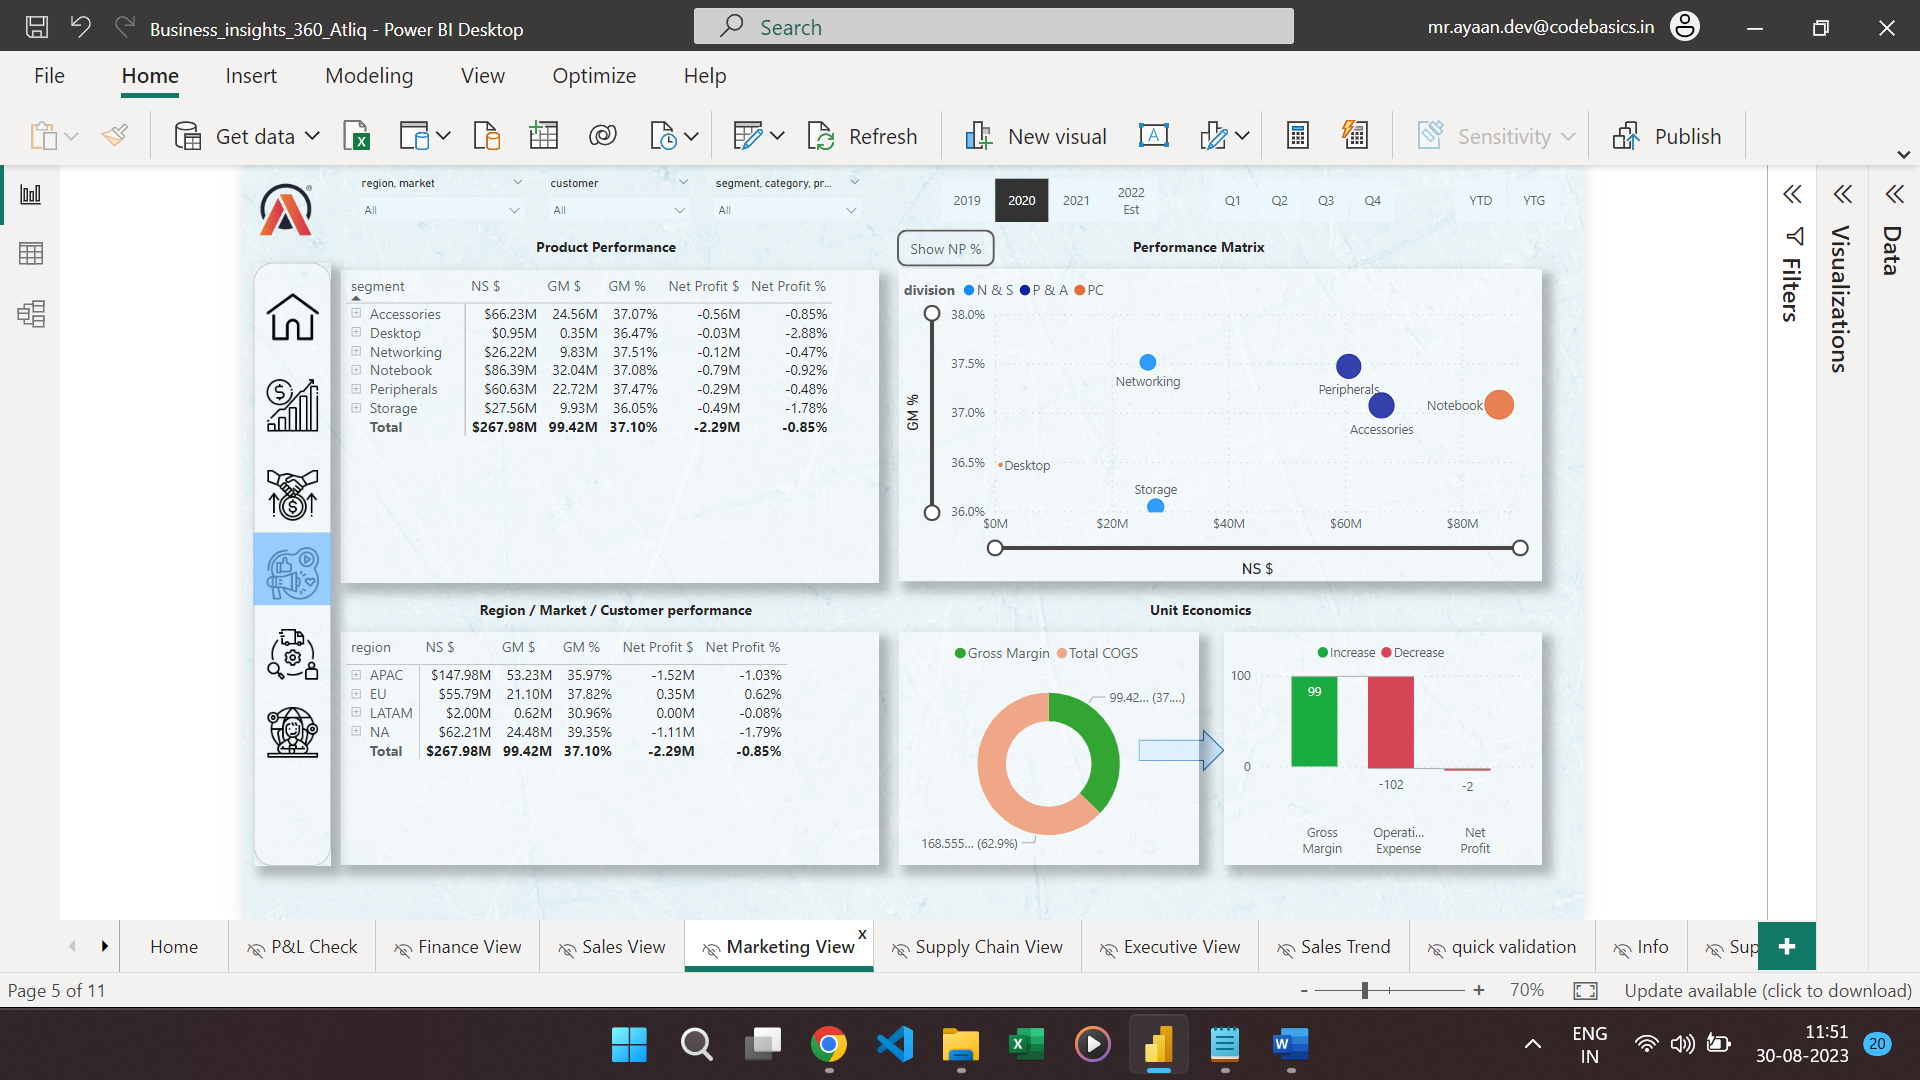 Business_insights_360_Atliq - Power BI Desktop
Search
mr.ayaan.dev@codebasics.in
File Home Insert Modeling View Optimize Help
Get data Refresh New visual Sensitivity Publish
region, market customer segment, category, pr...
All All All
2019 2020 2021 2022 Est Q1 Q2 Q3 Q4 YTD YTG
Product Performance
segment NS $ GM $ GM % Net Profit $ Net Profit %
Accessories $66.23M 24.56M 37.07% -0.56M -0.85%
Desktop $0.95M 0.35M 36.47% -0.03M -2.88%
Networking $26.22M 9.83M 37.51% -0.12M -0.47%
Notebook $86.39M 32.04M 37.08% -0.79M -0.92%
Peripherals $60.63M 22.72M 37.47% -0.29M -0.48%
Storage $27.56M 9.93M 36.05% -0.49M -1.78%
Total $267.98M 99.42M 37.10% -2.29M -0.85%
Show NP %
Performance Matrix
division N & S P & A PC
38.0%
37.5%
37.0%
36.5%
36.0%
GM %
Networking
Peripherals
Notebook
Accessories
Desktop
Storage
$0M $20M $40M $60M $80M
NS $
Region / Market / Customer performance
region NS $ GM $ GM % Net Profit $ Net Profit %
APAC $147.98M 53.23M 35.97% -1.52M -1.03%
EU $55.79M 21.10M 37.82% 0.35M 0.62%
LATAM $2.00M 0.62M 30.96% 0.00M -0.08%
NA $62.21M 24.48M 39.35% -1.11M -1.79%
Total $267.98M 99.42M 37.10% -2.29M -0.85%
Unit Economics
Gross Margin Total COGS
99.42... (37....)
168.555... (62.9%)
Increase Decrease
100
0
99
-102
-2
Gross Margin
Operati... Expense
Net Profit
Filters
Visualizations
Data
Home P&L Check Finance View Sales View Marketing View x Supply Chain View Executive View Sales Trend quick validation Info Sup +
Page 5 of 11
- + 70% Update available (click to download)
ENG
IN
11:51
30-08-2023
20